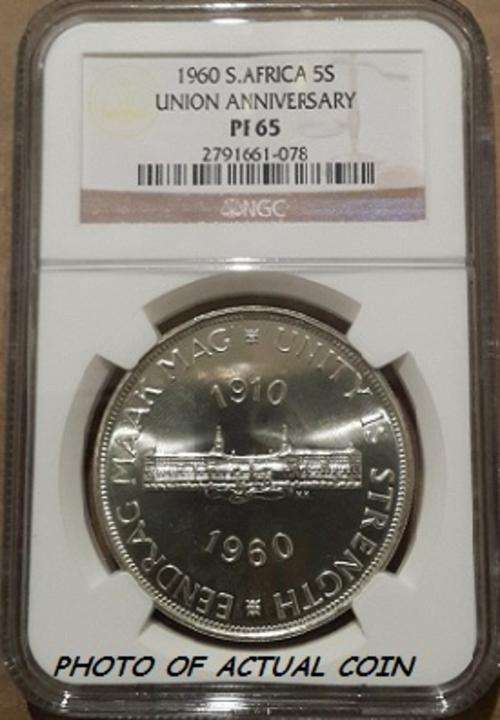 1960 S.AFRICA 5S
UNION ANNIVERSARY
PF 65
2791661-078
NGC
EENDRAG MAAK MAG
UNITY IS STRENGTH
1910
1960
PHOTO OF ACTUAL COIN